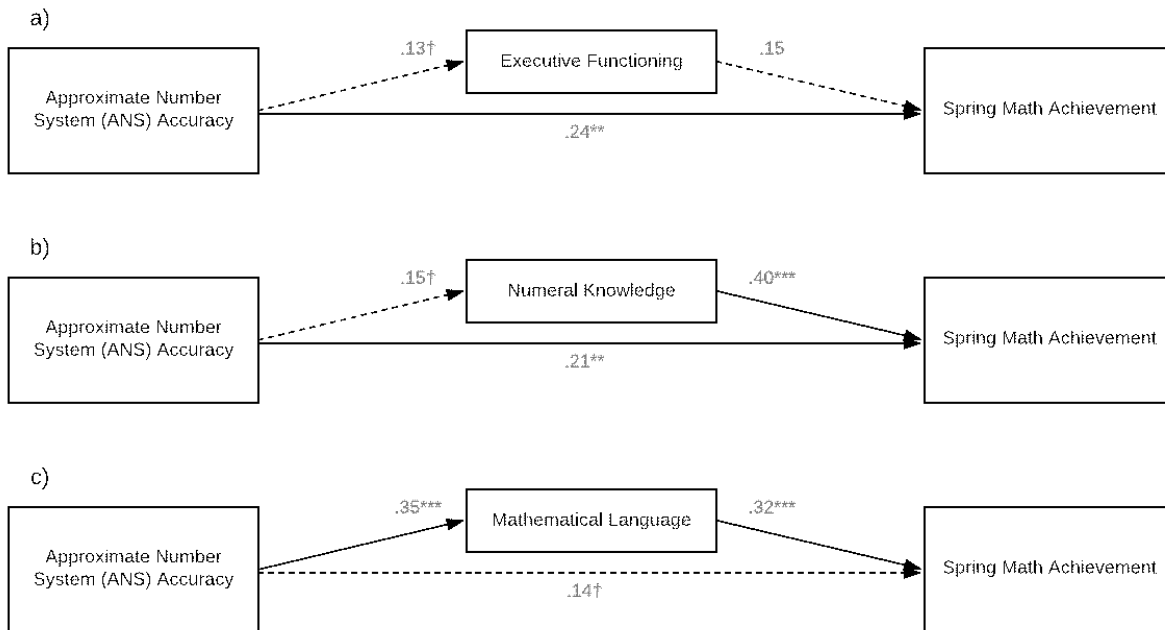 a)
.13†
Executive Functioning
.15
Approximate Number
System (ANS) Accuracy
Spring Math Achievement
.24**
b)
.15†
Numeral Knowledge
.40***
Approximate Number
System (ANS) Accuracy
Spring Math Achievement
.21**
c)
.35***
Mathematical Language
.32***
Approximate Number
System (ANS) Accuracy
Spring Math Achievement
.14†